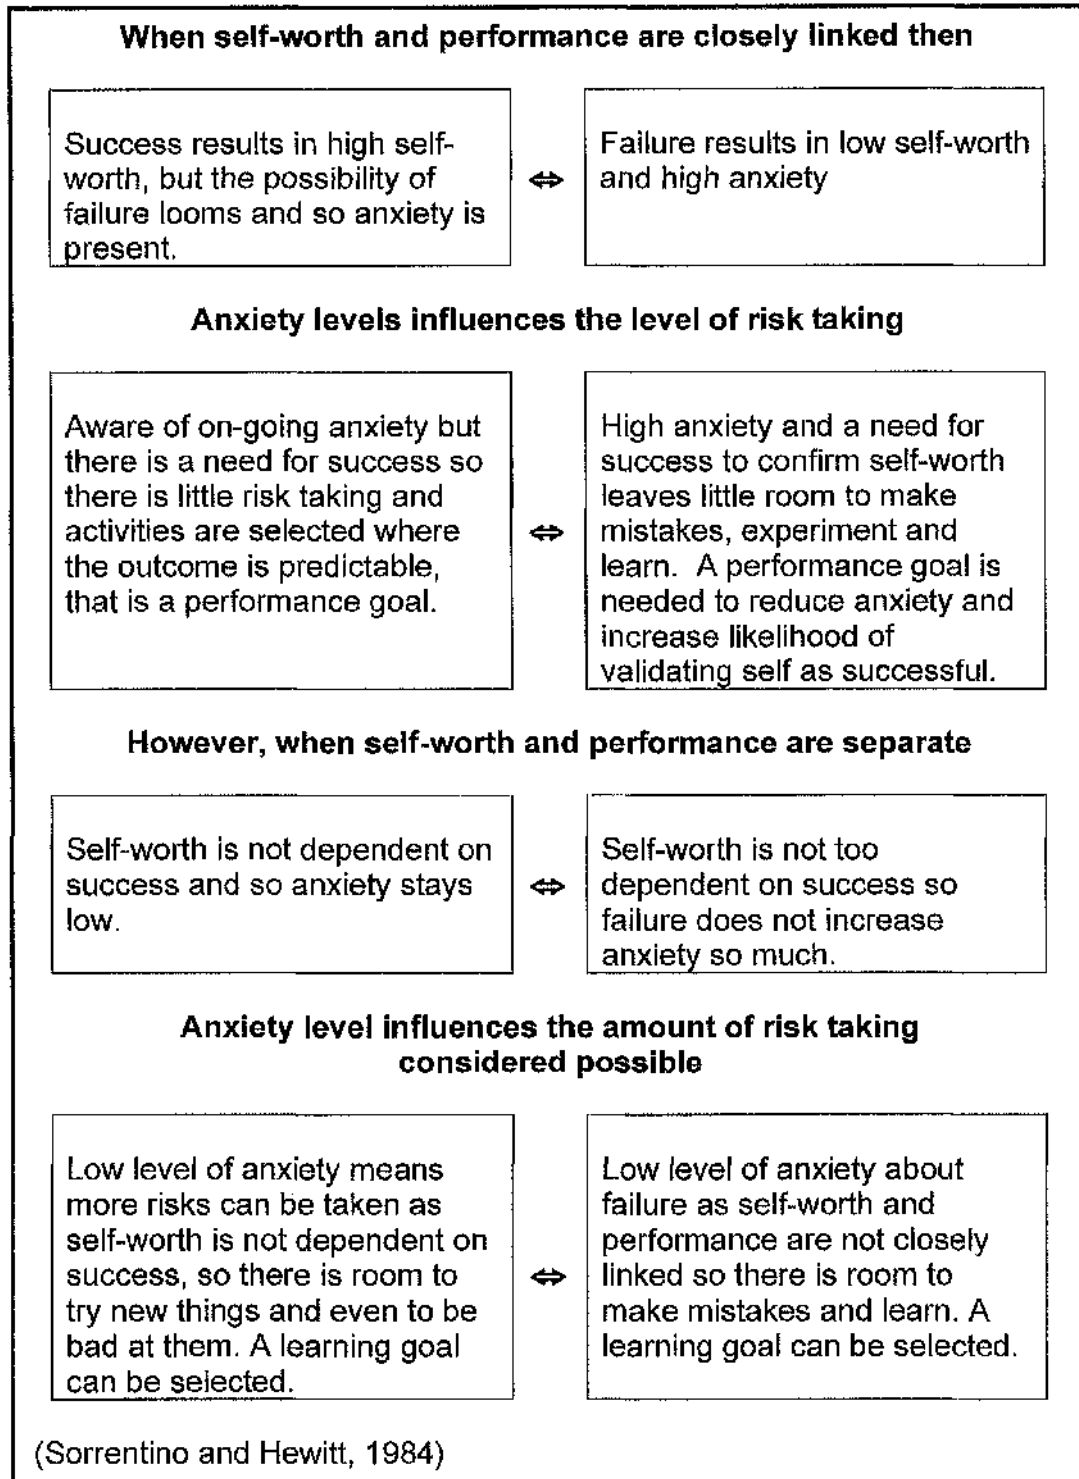 When self-worth and performance are closely linked then
Success results in high self-
worth, but the possibility of
failure looms and so anxiety is
present.
⇔
Failure results in low self-worth
and high anxiety
Anxiety levels influences the level of risk taking
Aware of on-going anxiety but
there is a need for success so
there is little risk taking and
activities are selected where
the outcome is predictable,
that is a performance goal.
⇔
High anxiety and a need for
success to confirm self-worth
leaves little room to make
mistakes, experiment and
learn. A performance goal is
needed to reduce anxiety and
increase likelihood of
validating self as successful.
However, when self-worth and performance are separate
Self-worth is not dependent on
success and so anxiety stays
low.
⇔
Self-worth is not too
dependent on success so
failure does not increase
anxiety so much.
Anxiety level influences the amount of risk taking
considered possible
Low level of anxiety means
more risks can be taken as
self-worth is not dependent on
success, so there is room to
try new things and even to be
bad at them. A learning goal
can be selected.
⇔
Low level of anxiety about
failure as self-worth and
performance are not closely
linked so there is room to
make mistakes and learn. A
learning goal can be selected.
(Sorrentino and Hewitt, 1984)